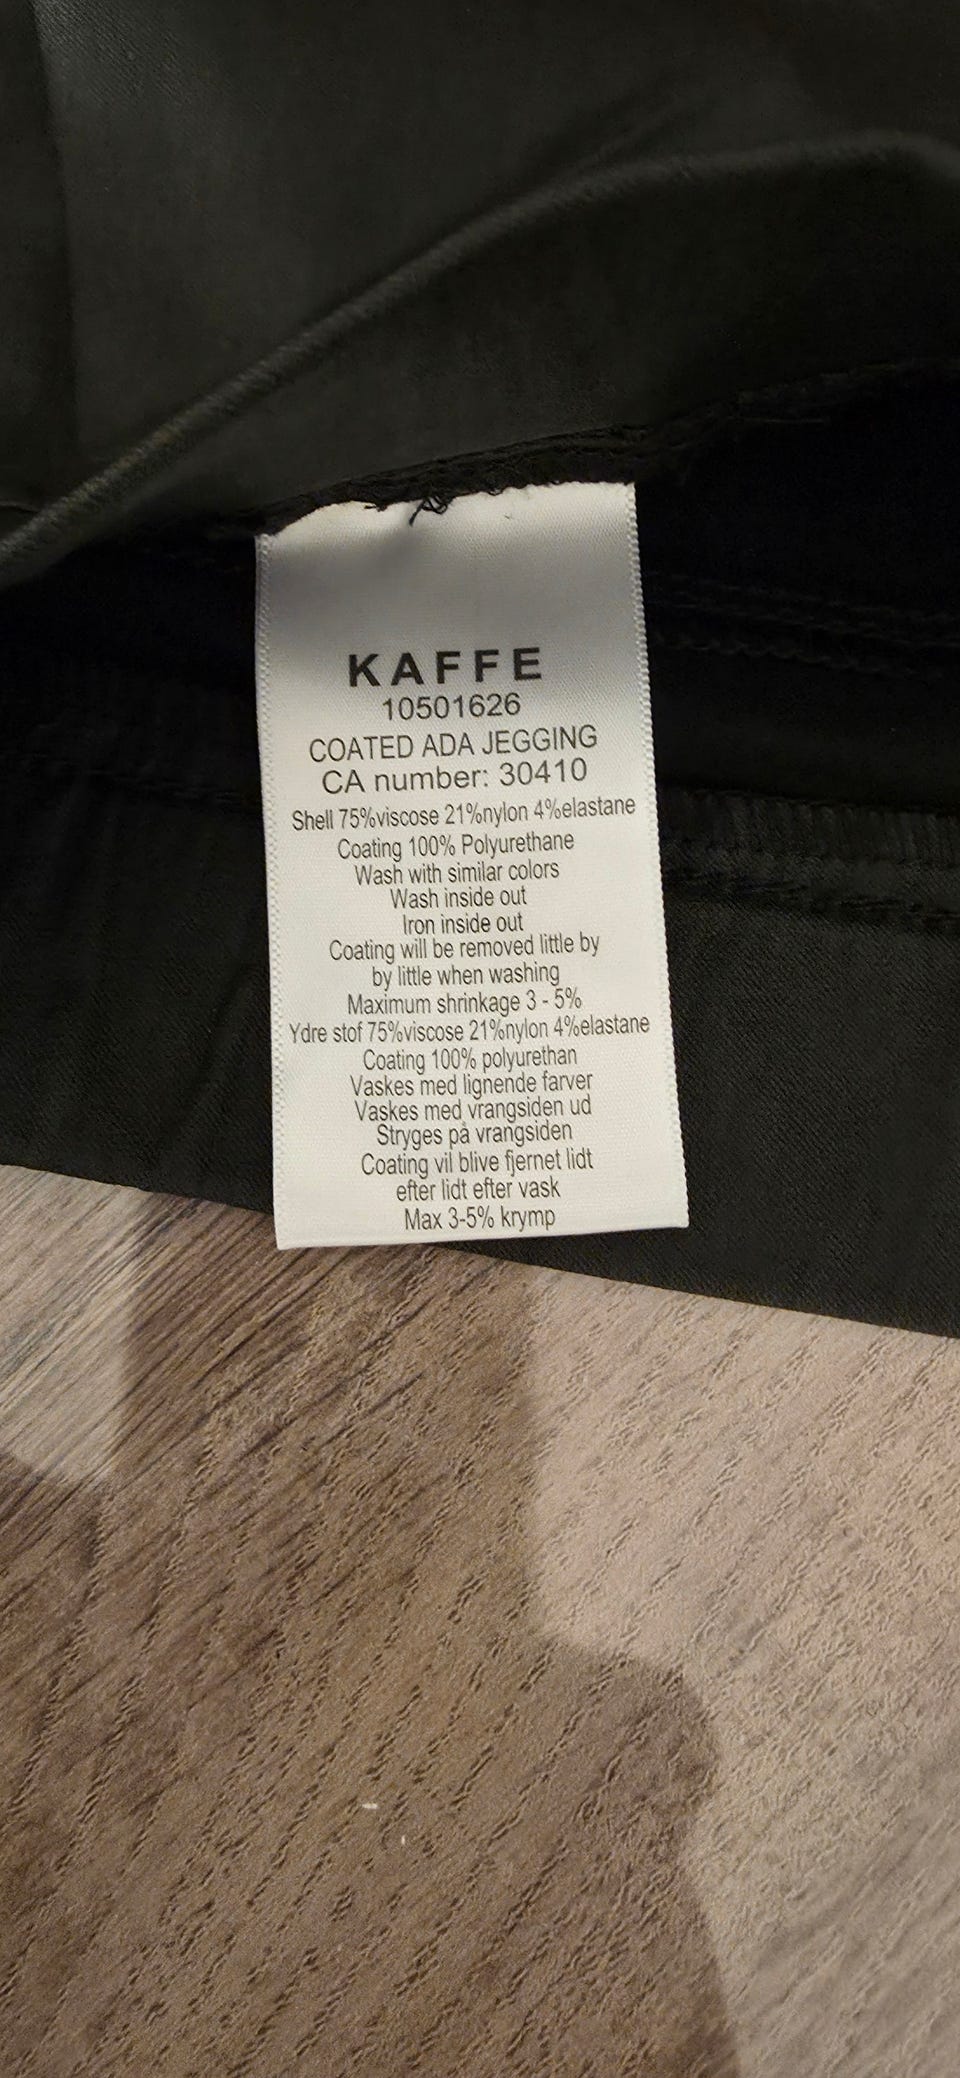 KAFFE
10501626
COATED ADA JEGGING
CA number: 30410
Shell 75%viscose 21%nylon 4%elastane
Coating 100% Polyurethane
Wash with similar colors
Wash inside out
Iron inside out
Coating will be removed little by
by little when washing
Maximum shrinkage 3 - 5%
Ydre stof 75%viscose 21%nylon 4%elastane
Coating 100% polyurethan
Vaskes med lignende farver
Vaskes med vrangsiden ud
Stryges på vrangsiden
Coating vil blive fjernet lidt
efter lidt efter vask
Max 3-5% krymp